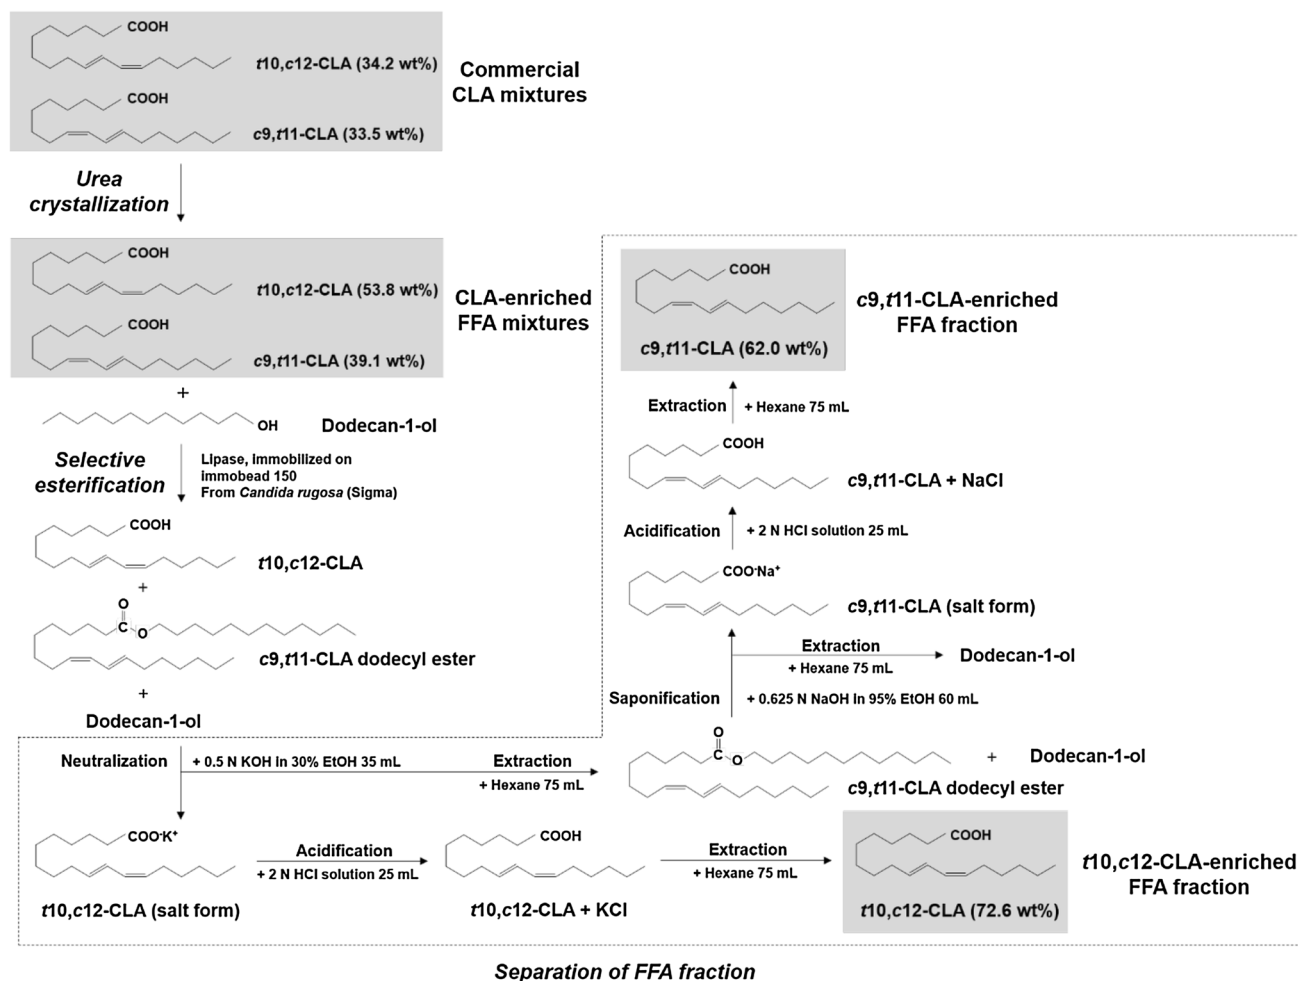 COOH
t10,c12-CLA (34.2 wt%)
COOH
c9,t11-CLA (33.5 wt%)
Commercial
CLA mixtures
Urea
crystallization
COOH
t10,c12-CLA (53.8 wt%)
COOH
c9,t11-CLA (39.1 wt%)
CLA-enriched
FFA mixtures
+
OH
Dodecan-1-ol
Selective
esterification
Lipase, immobilized on
immobead 150
From Candida rugosa (Sigma)
COOH
t10,c12-CLA
+
O
C
O
c9,t11-CLA dodecyl ester
+
Dodecan-1-ol
Neutralization
+ 0.5 N KOH in 30% EtOH 35 mL
Extraction
+ Hexane 75 mL
COO-K+
t10,c12-CLA (salt form)
Acidification
+ 2 N HCl solution 25 mL
COOH
t10,c12-CLA + KCl
Extraction
+ Hexane 75 mL
COOH
t10,c12-CLA (72.6 wt%)
t10,c12-CLA-enriched
FFA fraction
O
C
O
c9,t11-CLA dodecyl ester
+
Dodecan-1-ol
Saponification
+ 0.625 N NaOH in 95% EtOH 60 mL
Extraction
+ Hexane 75 mL
Dodecan-1-ol
COO-Na+
c9,t11-CLA (salt form)
Acidification
+ 2 N HCl solution 25 mL
COOH
c9,t11-CLA + NaCl
Extraction
+ Hexane 75 mL
COOH
c9,t11-CLA (62.0 wt%)
c9,t11-CLA-enriched
FFA fraction
Separation of FFA fraction